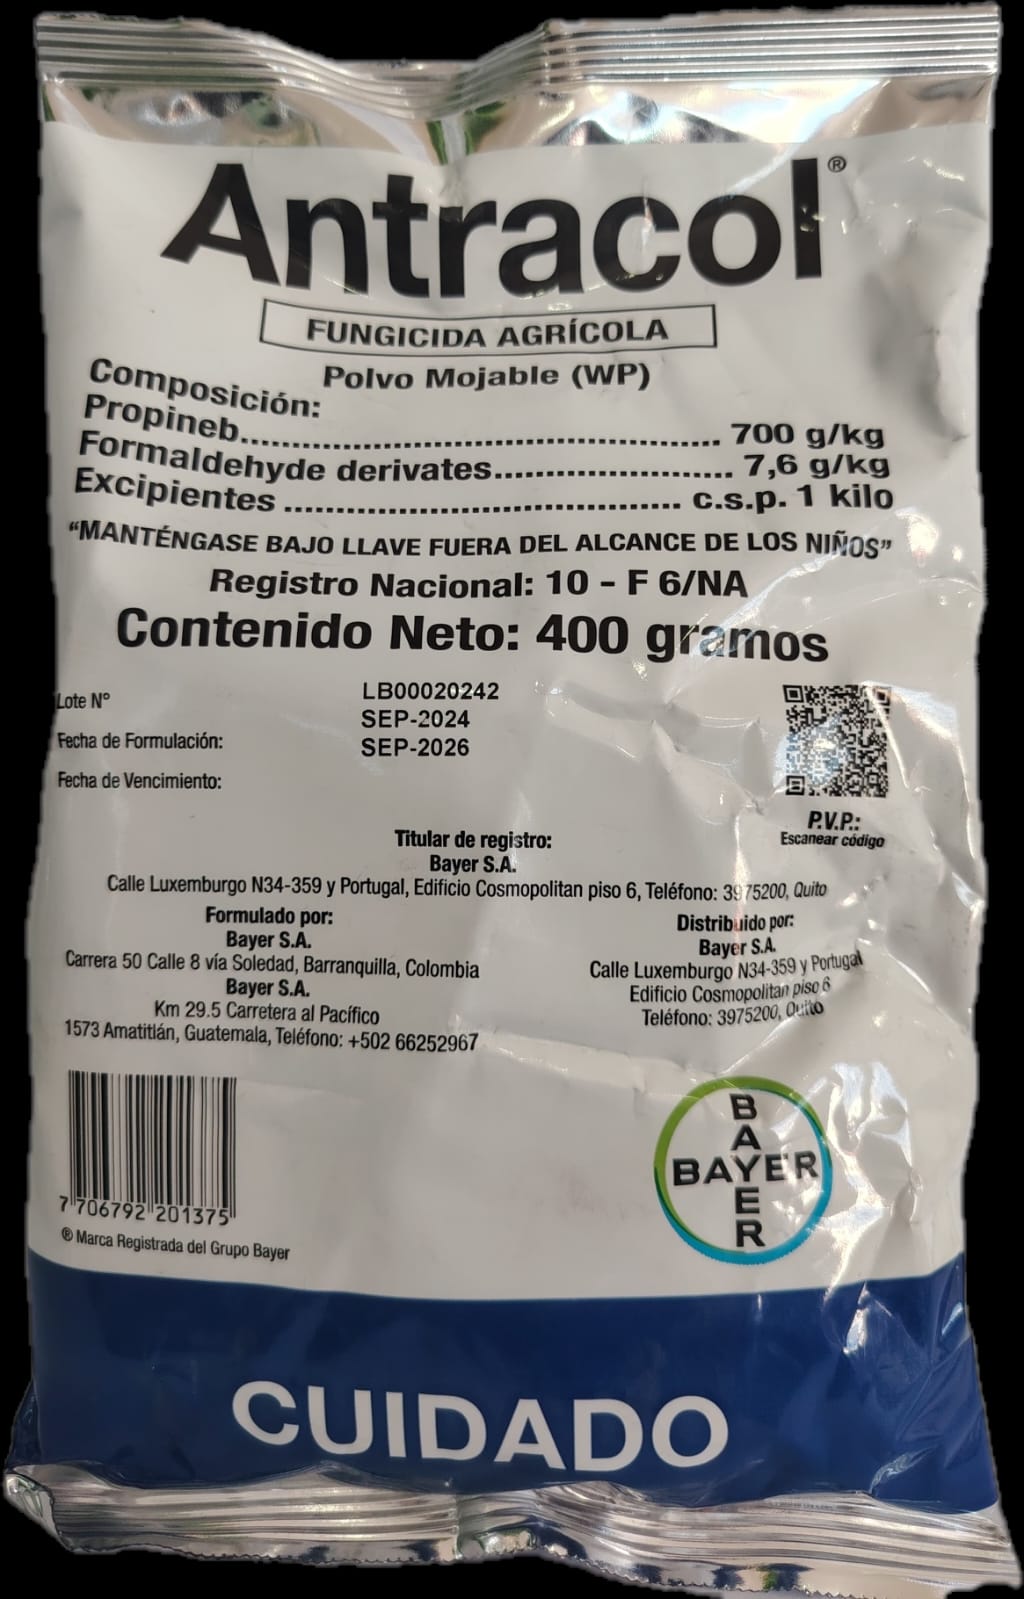 Antracol®
FUNGICIDA AGRÍCOLA
Polvo Mojable (WP)
Composición:
Propineb............................................... 700 g/kg
Formaldehyde derivates....................... 7,6 g/kg
Excipientes ....................................... c.s.p. 1 kilo
“MANTÉNGASE BAJO LLAVE FUERA DEL ALCANCE DE LOS NIÑOS”
Registro Nacional: 10 - F 6/NA
Contenido Neto: 400 gramos
Lote N° LB00020242
Fecha de Formulación: SEP-2024
Fecha de Vencimiento: SEP-2026
P.V.P.:
Escanear código
Titular de registro:
Bayer S.A.
Calle Luxemburgo N34-359 y Portugal, Edificio Cosmopolitan piso 6, Teléfono: 3975200, Quito
Formulado por:
Bayer S.A.
Carrera 50 Calle 8 vía Soledad, Barranquilla, Colombia
Bayer S.A.
Km 29.5 Carretera al Pacífico
1573 Amatitlán, Guatemala, Teléfono: +502 66252967
Distribuido por:
Bayer S.A.
Calle Luxemburgo N34-359 y Portugal
Edificio Cosmopolitan piso 6
Teléfono: 3975200, Quito
7 706792 201375
® Marca Registrada del Grupo Bayer
BAYER
BAYER
CUIDADO